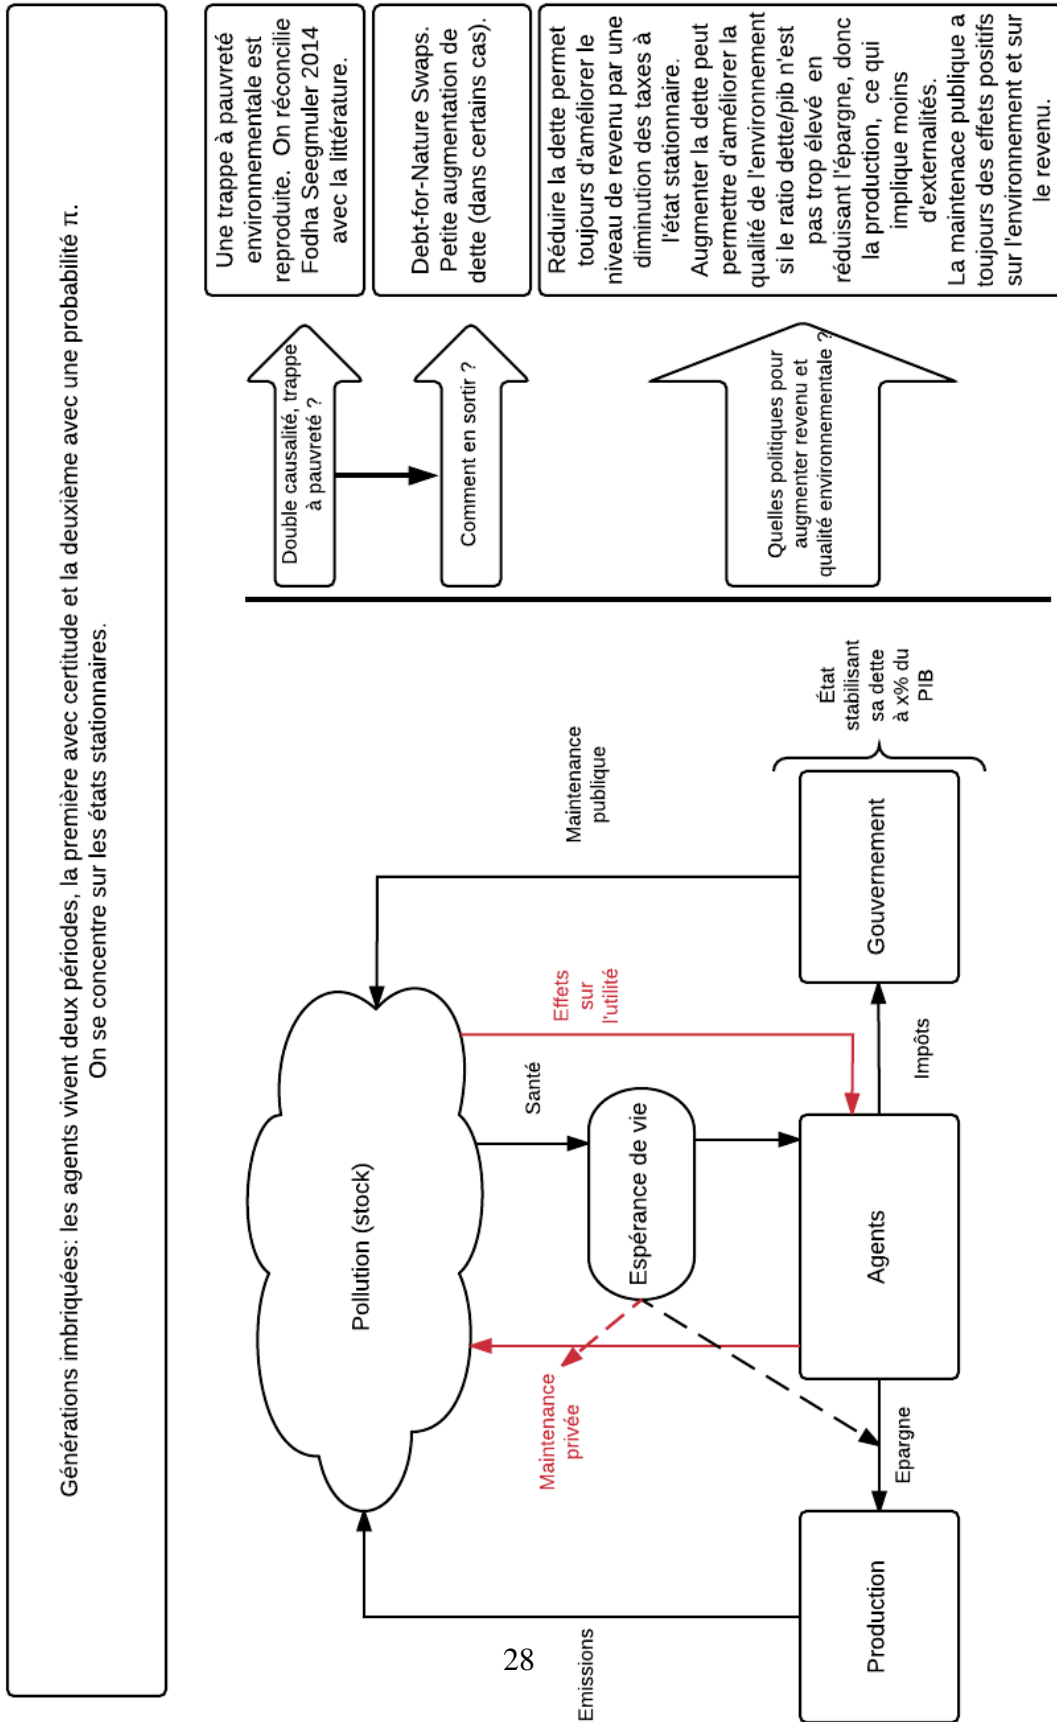 Générations imbriquées: les agents vivent deux périodes, la première avec certitude et la deuxième avec une probabilité π.
On se concentre sur les états stationnaires.
Pollution (stock)
Emissions
Maintenance
privée
Santé
Effets
sur
l'utilité
Maintenance
publique
Espérance de vie
Production
Epargne
Agents
Impôts
Gouvernement
État
stabilisant
sa dette
à x% du
PIB
Double causalité, trappe
à pauvreté ?
Comment en sortir ?
Quelles politiques pour
augmenter revenu et
qualité environnementale ?
Une trappe à pauvreté
environnementale est
reproduite. On réconcilie
Fodha Seegmuler 2014
avec la littérature.
Debt-for-Nature Swaps.
Petite augmentation de
dette (dans certains cas).
Réduire la dette permet
toujours d'améliorer le
niveau de revenu par une
diminution des taxes à
l'état stationnaire.
Augmenter la dette peut
permettre d'améliorer la
qualité de l'environnement
si le ratio dette/pib n'est
pas trop élevé en
réduisant l'épargne, donc
la production, ce qui
implique moins
d'externalités.
La maintenace publique a
toujours des effets positifs
sur l'environnement et sur
le revenu.
28